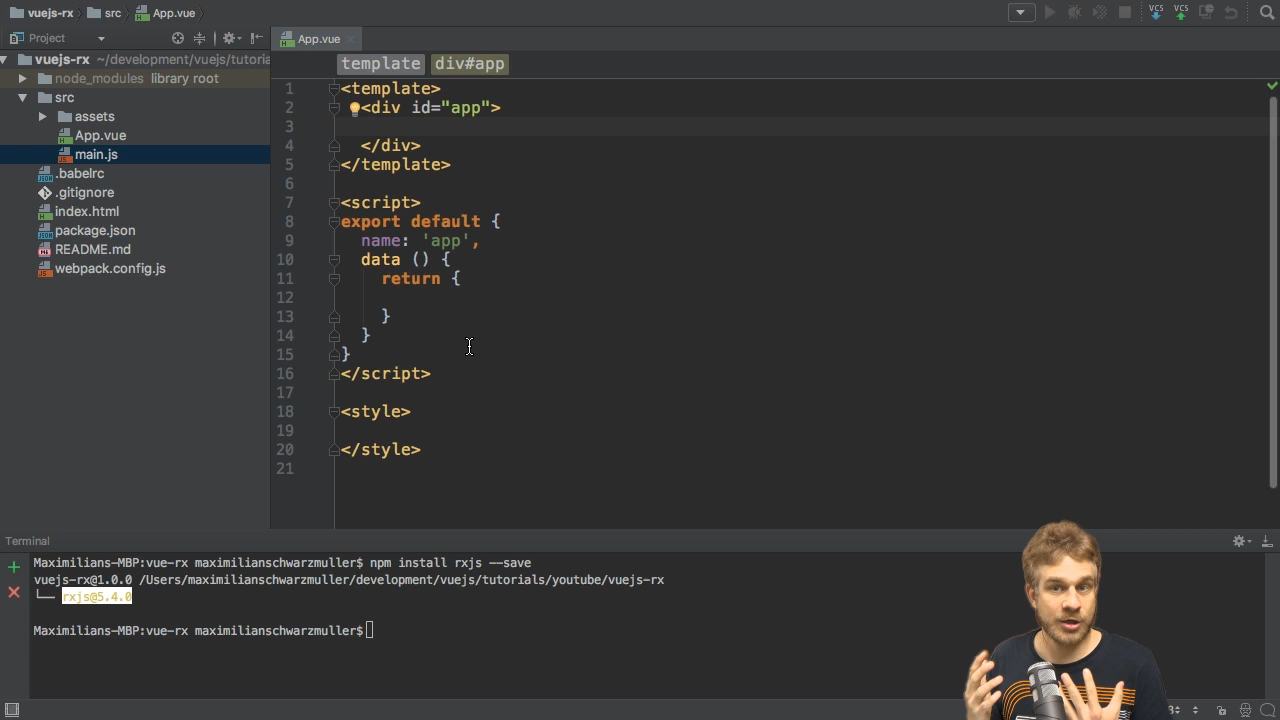 vuejs-rx src App.vue
VCS VCS
Project
App.vue
vuejs-rx ~/development/vuejs/tutoria
node_modules library root
src
assets
App.vue
main.js
.babelrc
.gitignore
index.html
package.json
README.md
webpack.config.js
template div#app
1 <template>
2 <div id="app">
3
4 </div>
5 </template>
6
7 <script>
8 export default {
9 name: 'app',
10 data () {
11 return {
12
13 }
14 }
15 }
16 </script>
17
18 <style>
19
20 </style>
21
Terminal
Maximilians-MBP:vue-rx maximilianschwarzmuller$ npm install rxjs --save
vuejs-rx@1.0.0 /Users/maximilianschwarzmuller/development/vuejs/tutorials/youtube/vuejs-rx
└── rxjs@5.4.0
Maximilians-MBP:vue-rx maximilianschwarzmuller$